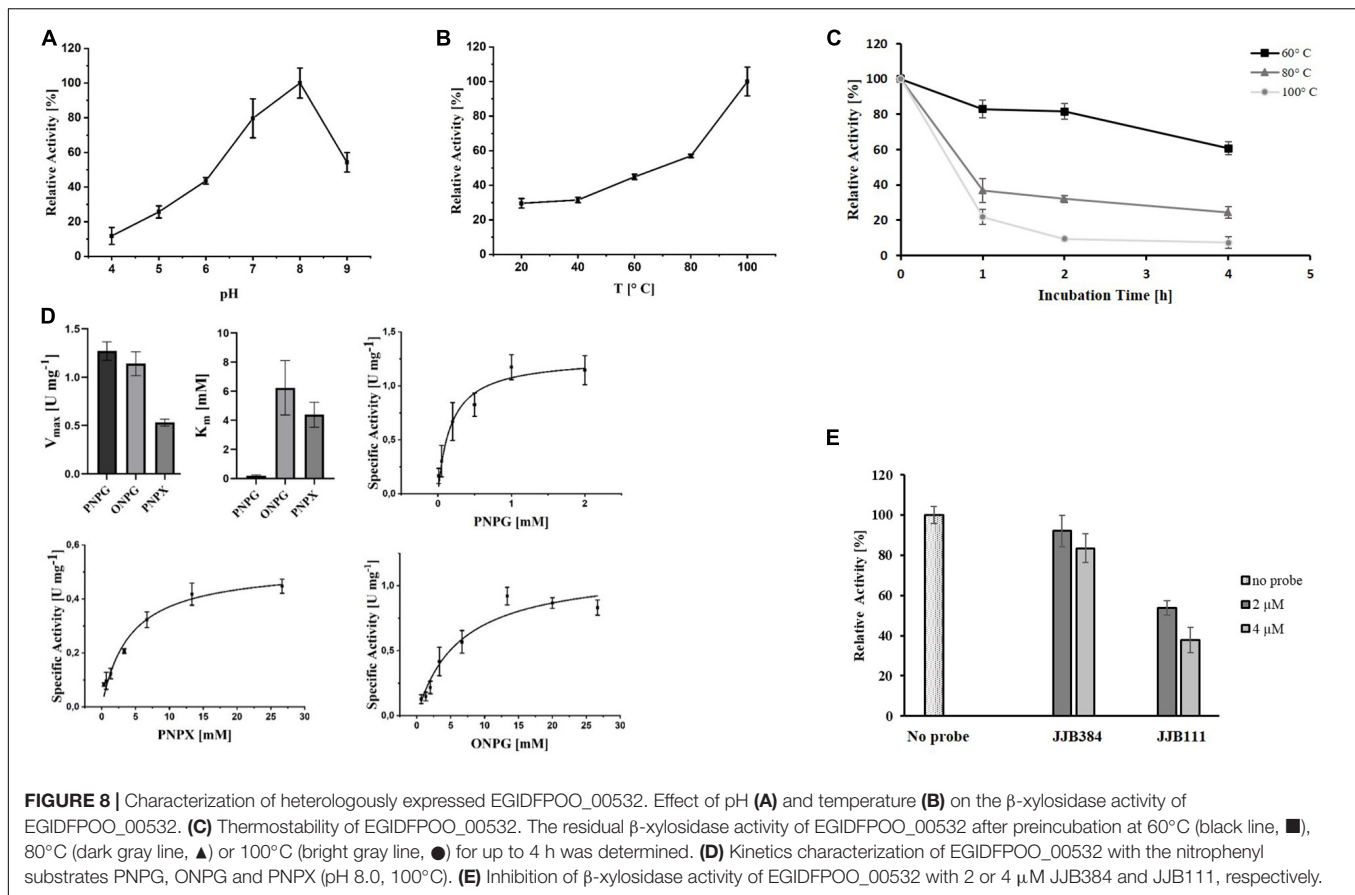 A
Relative Activity [%]
120
100
80
60
40
20
0
4 5 6 7 8 9
pH
B
Relative Activity [%]
120
100
80
60
40
20
0
20 40 60 80 100
T [° C]
C
Relative Activity [%]
120
100
80
60
40
20
0
0 1 2 3 4 5
Incubation Time [h]
60° C
80° C
100° C
D
Vmax [U mg-1]
1.5
1.0
0.5
0.0
PNPG ONPG PNPX
Km [mM]
10
8
6
4
2
0
PNPG ONPG PNPX
Specific Activity [U mg-1]
1,5
1,0
0,5
0,0
0 1 2
PNPG [mM]
Specific Activity [U mg-1]
0,6
0,4
0,2
0,0
0 5 10 15 20 25 30
PNPX [mM]
Specific Activity [U mg-1]
1,5
1,0
0,5
0,0
0 5 10 15 20 25 30
ONPG [mM]
E
Relative Activity [%]
120
100
80
60
40
20
0
No probe JJB384 JJB111
no probe
2 µM
4 µM
FIGURE 8 | Characterization of heterologously expressed EGIDFPOO_00532. Effect of pH (A) and temperature (B) on the β-xylosidase activity of
EGIDFPOO_00532. (C) Thermostability of EGIDFPOO_00532. The residual β-xylosidase activity of EGIDFPOO_00532 after preincubation at 60°C (black line, ■),
80°C (dark gray line, ▲) or 100°C (bright gray line, ●) for up to 4 h was determined. (D) Kinetics characterization of EGIDFPOO_00532 with the nitrophenyl
substrates PNPG, ONPG and PNPX (pH 8.0, 100°C). (E) Inhibition of β-xylosidase activity of EGIDFPOO_00532 with 2 or 4 µM JJB384 and JJB111, respectively.